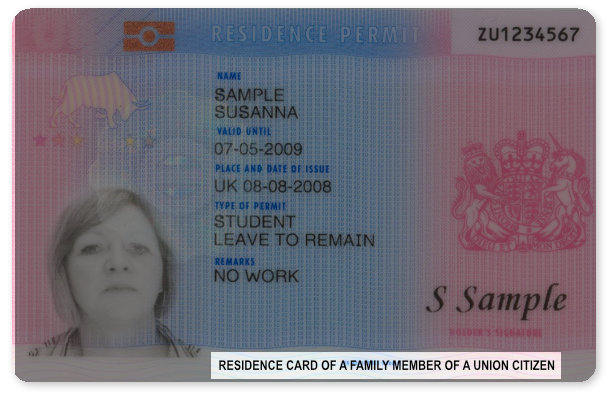 RESIDENCE PERMIT
ZU1234567
NAME
SAMPLE
SUSANNA
VALID UNTIL
07-05-2009
PLACE AND DATE OF ISSUE
UK 08-08-2008
TYPE OF PERMIT
STUDENT
LEAVE TO REMAIN
REMARKS
NO WORK
S Sample
HOLDER'S SIGNATURE
RESIDENCE CARD OF A FAMILY MEMBER OF A UNION CITIZEN